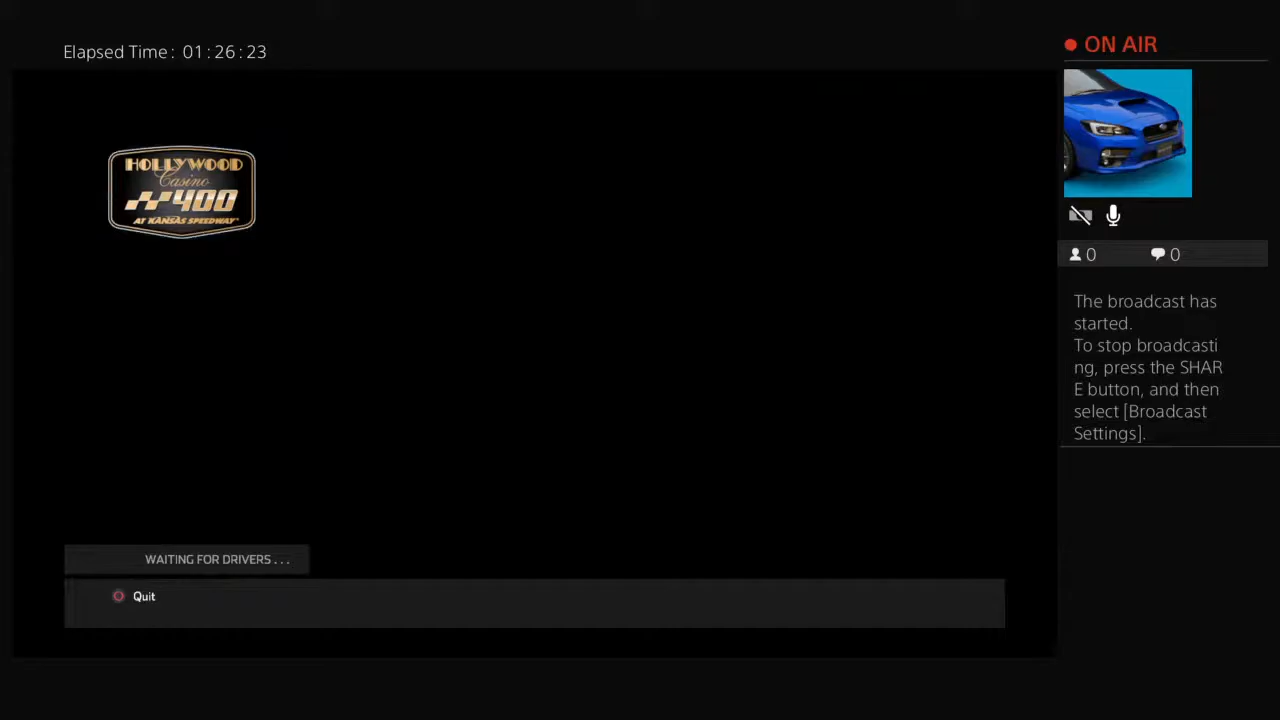 Elapsed Time: 01:26:23
ON AIR
HOLLYWOOD
Casino
400
AT KANSAS SPEEDWAY
0
0
The broadcast has
started.
To stop broadcasti
ng, press the SHAR
E button, and then
select [Broadcast
Settings].
WAITING FOR DRIVERS . . .
Quit